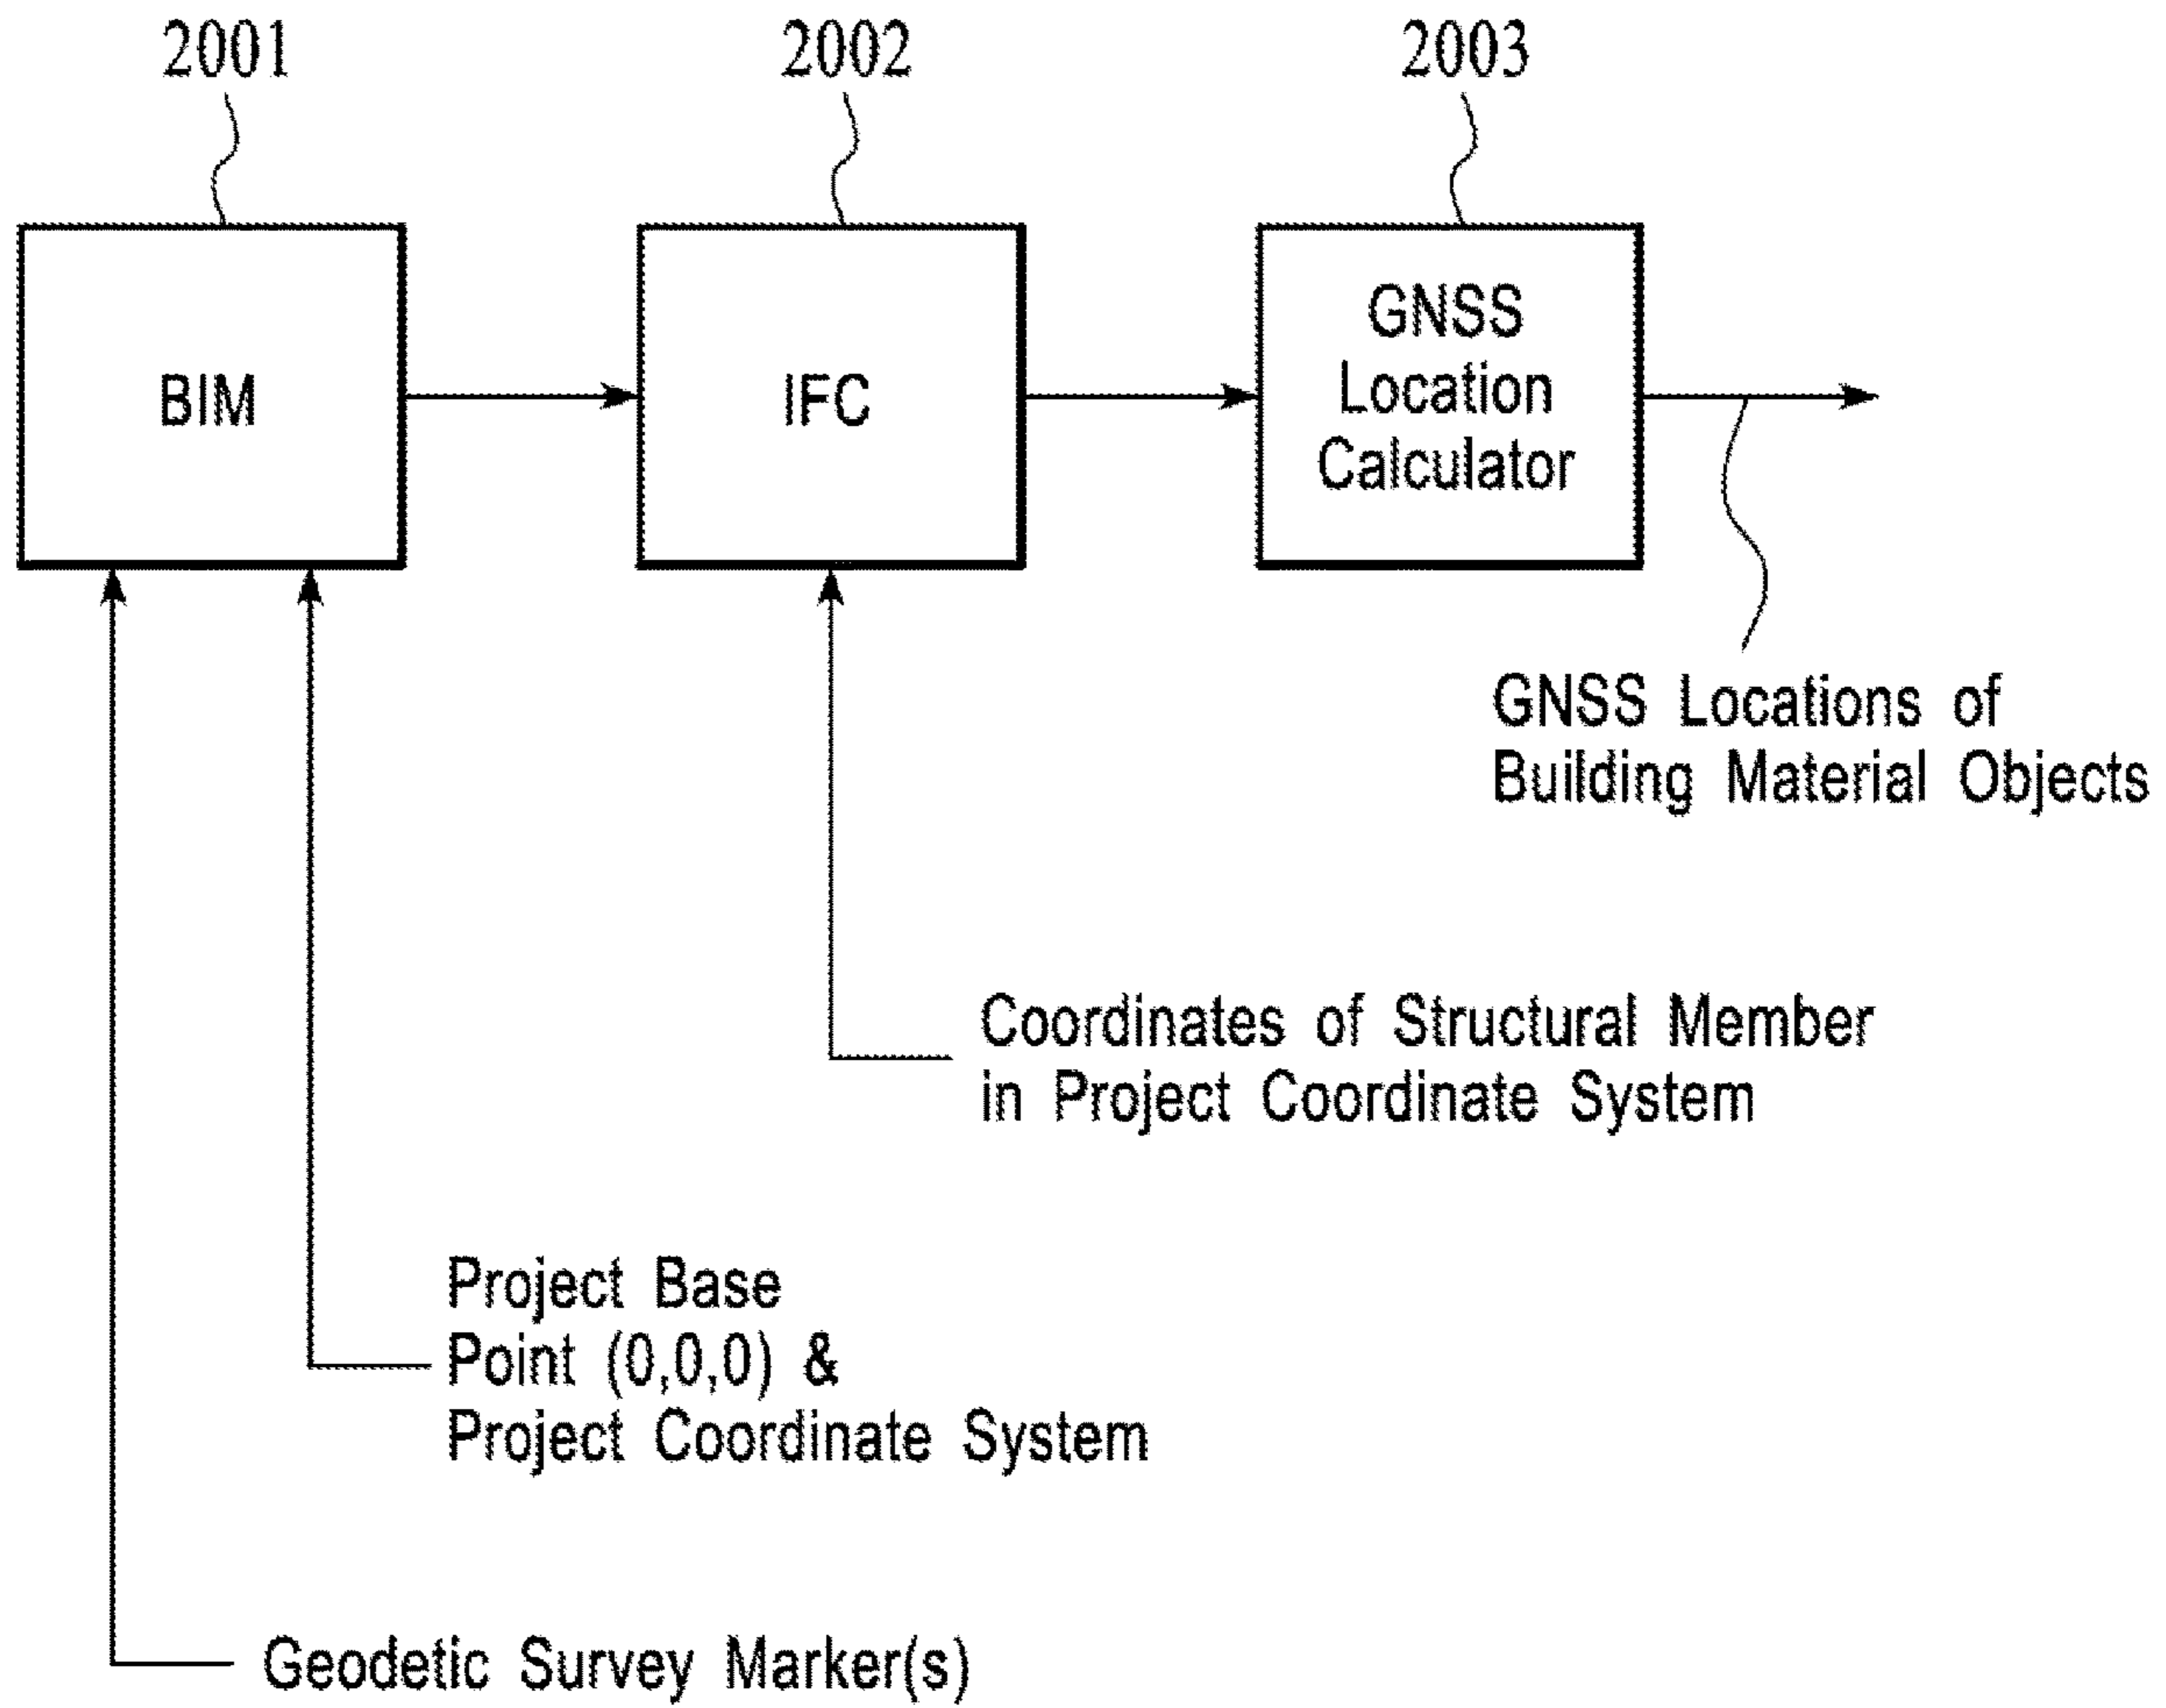 2001
2002
2003
BIM
IFC
GNSS
Location
Calculator
GNSS Locations of
Building Material Objects
Coordinates of Structural Member
in Project Coordinate System
Project Base
Point (0,0,0) &
Project Coordinate System
Geodetic Survey Marker(s)